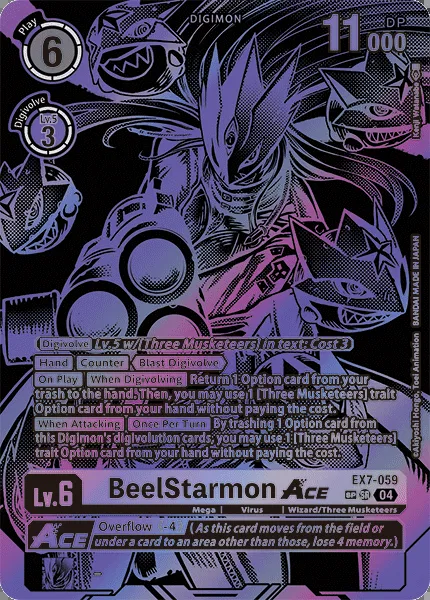 Play
6
DIGIMON
DP
11000
Digivolve
Lv.5
3
Kenji Watanabe
©Akiyoshi Hongo, Toei Animation BANDAI MADE IN JAPAN
Digivolve Lv.5 w/[Three Musketeers] in text: Cost 3
Hand Counter Blast Digivolve
On Play When Digivolving Return 1 Option card from your
trash to the hand. Then, you may use 1 [Three Musketeers] trait
Option card from your hand without paying the cost.
When Attacking Once Per Turn By trashing 1 Option card from
this Digimon's digivolution cards, you may use 1 [Three Musketeers]
trait Option card from your hand without paying the cost.
Lv.6
BeelStarmon ACE
EX7-059
SR 04
Mega Virus Wizard/Three Musketeers
ACE Overflow -4 (As this card moves from the field or
under a card to an area other than those, lose 4 memory.)